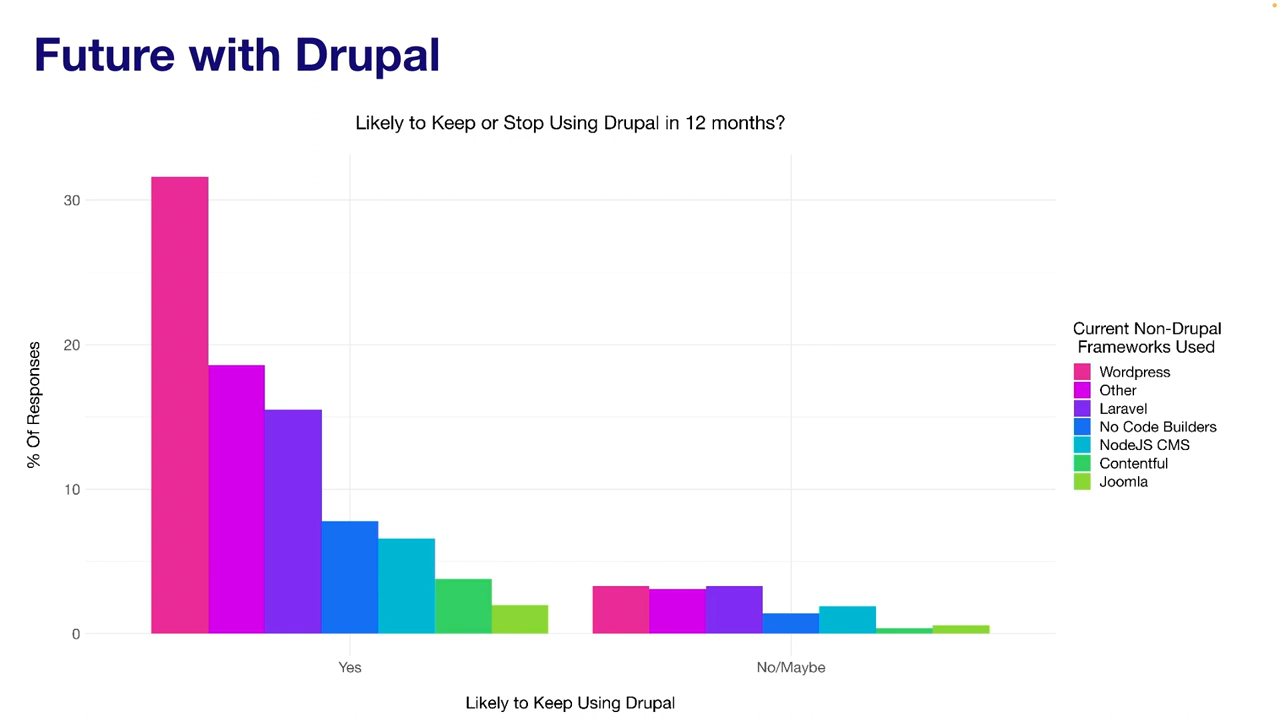 Future with Drupal
Likely to Keep or Stop Using Drupal in 12 months?
30
20
10
0
% Of Responses
Yes
No/Maybe
Likely to Keep Using Drupal
Current Non-Drupal
Frameworks Used
Wordpress
Other
Laravel
No Code Builders
NodeJS CMS
Contentful
Joomla